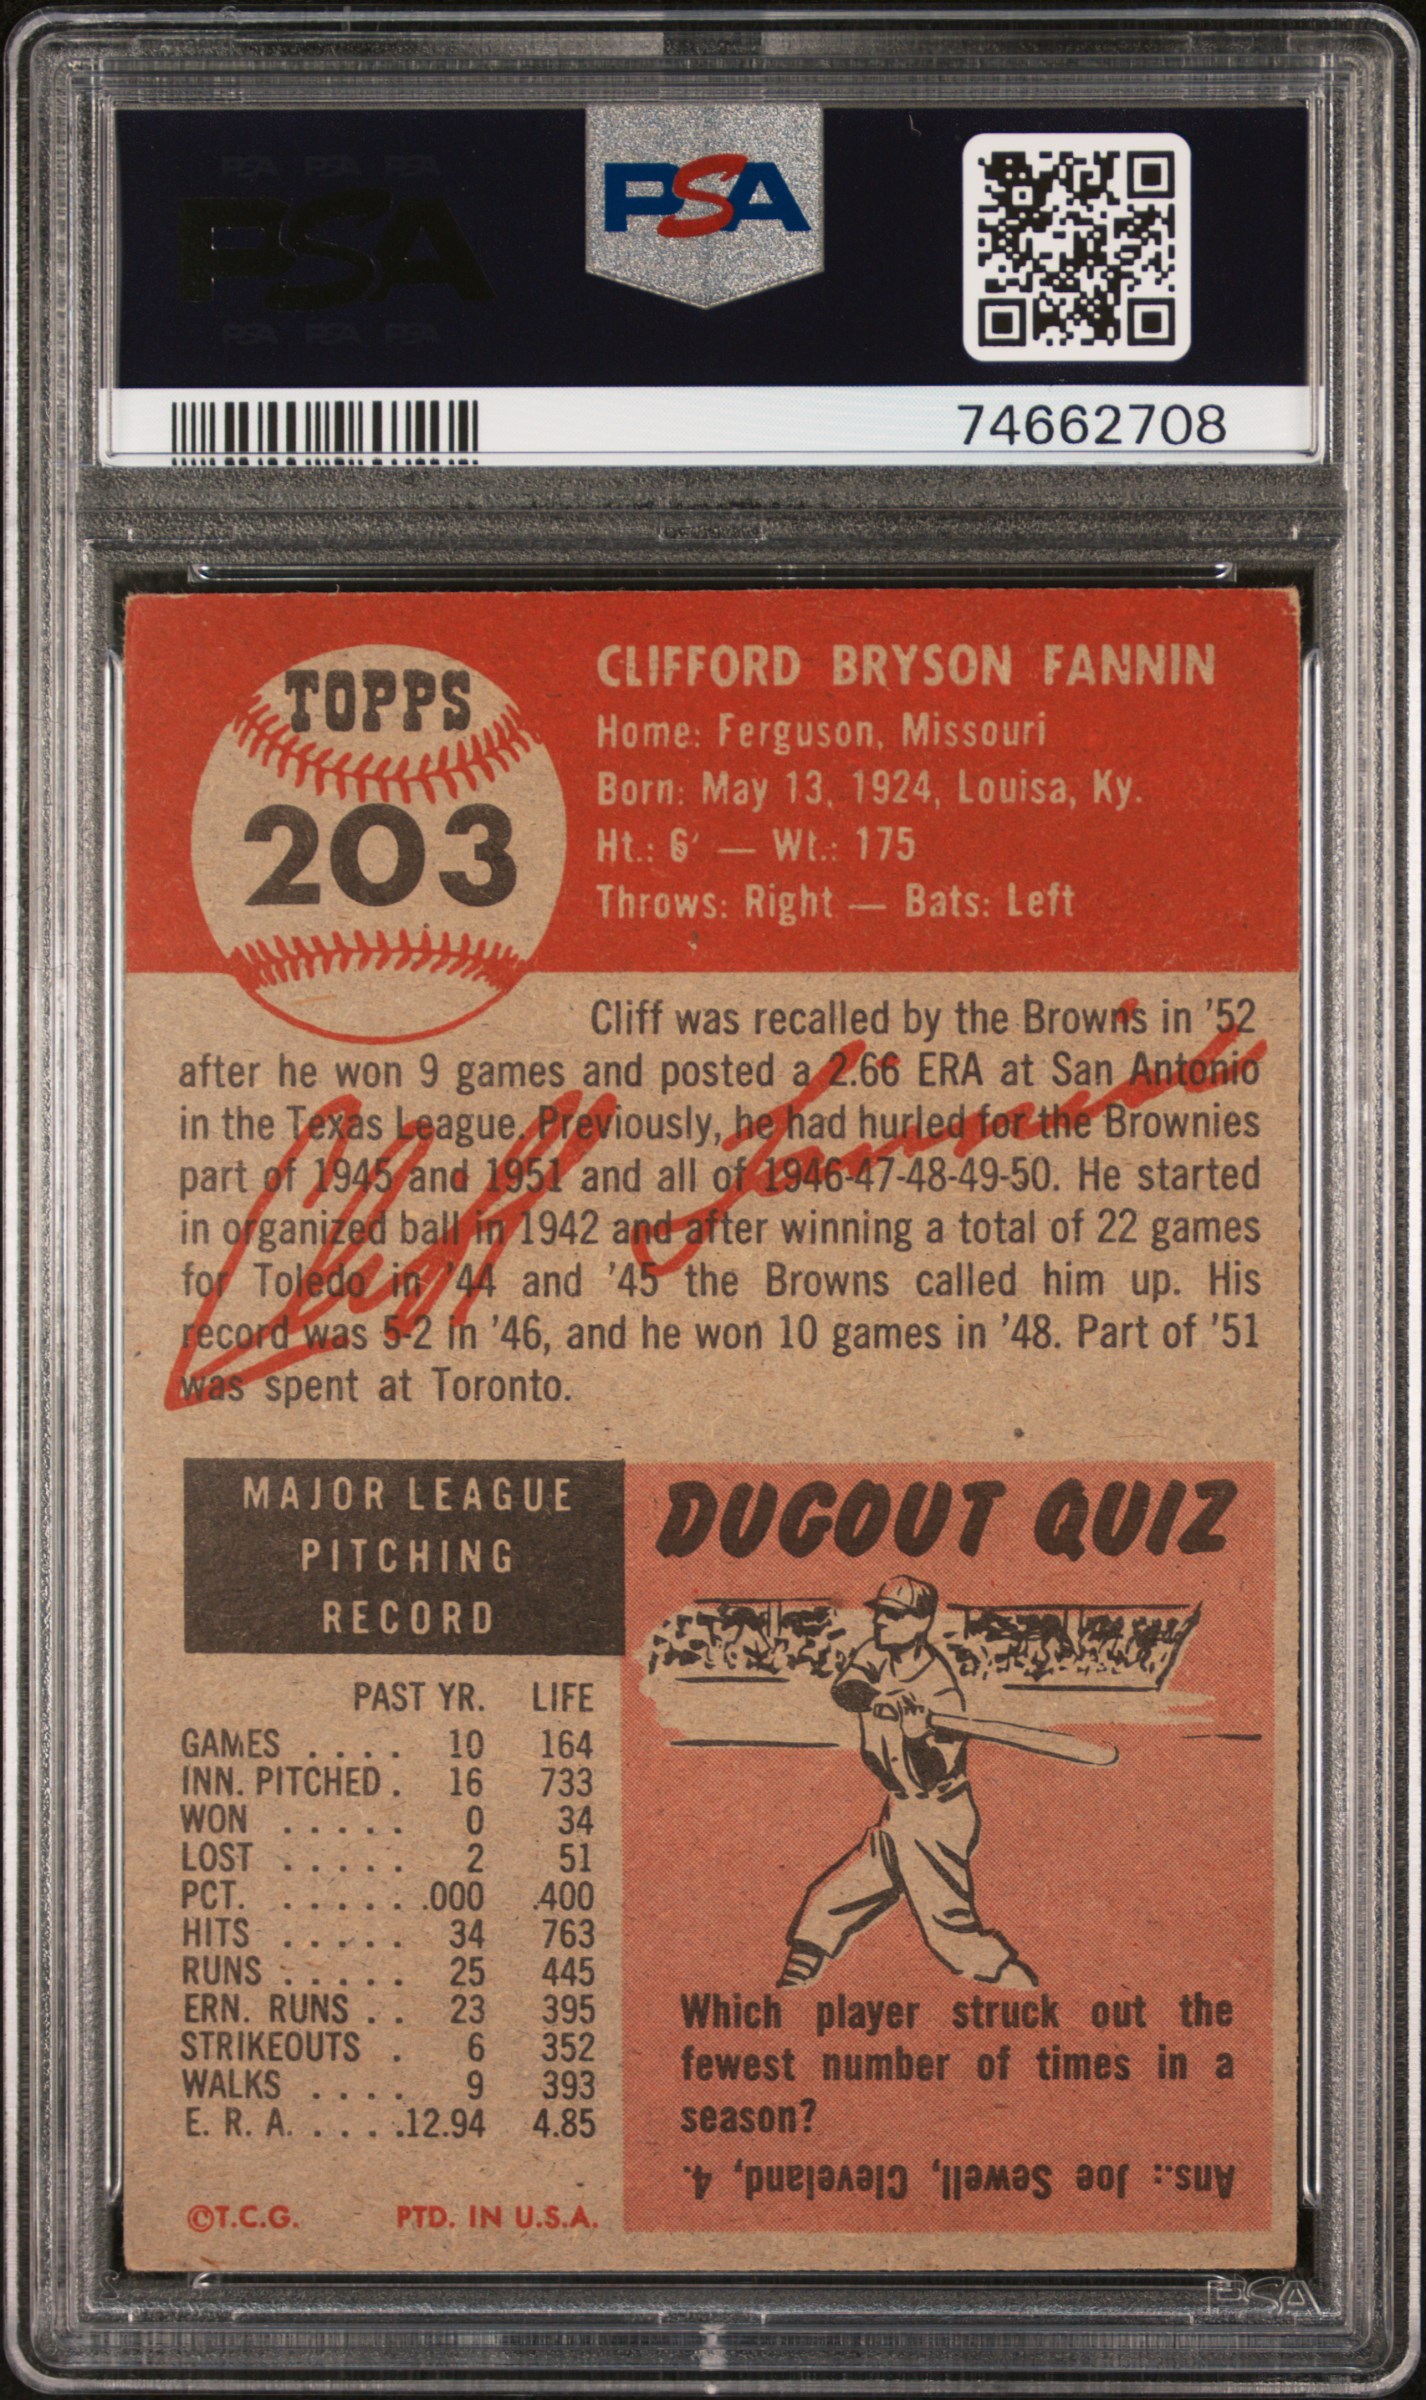 PSA PSA PSA
PSA
PSA PSA PSA
PSA
74662708
TOPPS
203
CLIFFORD BRYSON FANNIN
Home: Ferguson, Missouri
Born: May 13, 1924, Louisa, Ky.
Ht.: 6' — Wt.: 175
Throws: Right — Bats: Left
Cliff was recalled by the Browns in '52
after he won 9 games and posted a 2.66 ERA at San Antonio
in the Texas League. Previously, he had hurled for the Brownies
part of 1945 and 1951 and all of 1946-47-48-49-50. He started
in organized ball in 1942 and after winning a total of 22 games
for Toledo in '44 and '45 the Browns called him up. His
record was 5-2 in '46, and he won 10 games in '48. Part of '51
was spent at Toronto.
Cliff Fannin
MAJOR LEAGUE
PITCHING
RECORD
PAST YR. LIFE
GAMES . . . . 10 164
INN. PITCHED . 16 733
WON . . . . . 0 34
LOST . . . . . 2 51
PCT. . . . . . .000 .400
HITS . . . . . 34 763
RUNS . . . . . 25 445
ERN. RUNS . . 23 395
STRIKEOUTS . 6 352
WALKS . . . . 9 393
E. R. A. . . . .12.94 4.85
©T.C.G. PTD. IN U.S.A.
DUGOUT QUIZ
Which player struck out the
fewest number of times in a
season?
Ans.: Joe Sewell, Cleveland, 4.
PSA